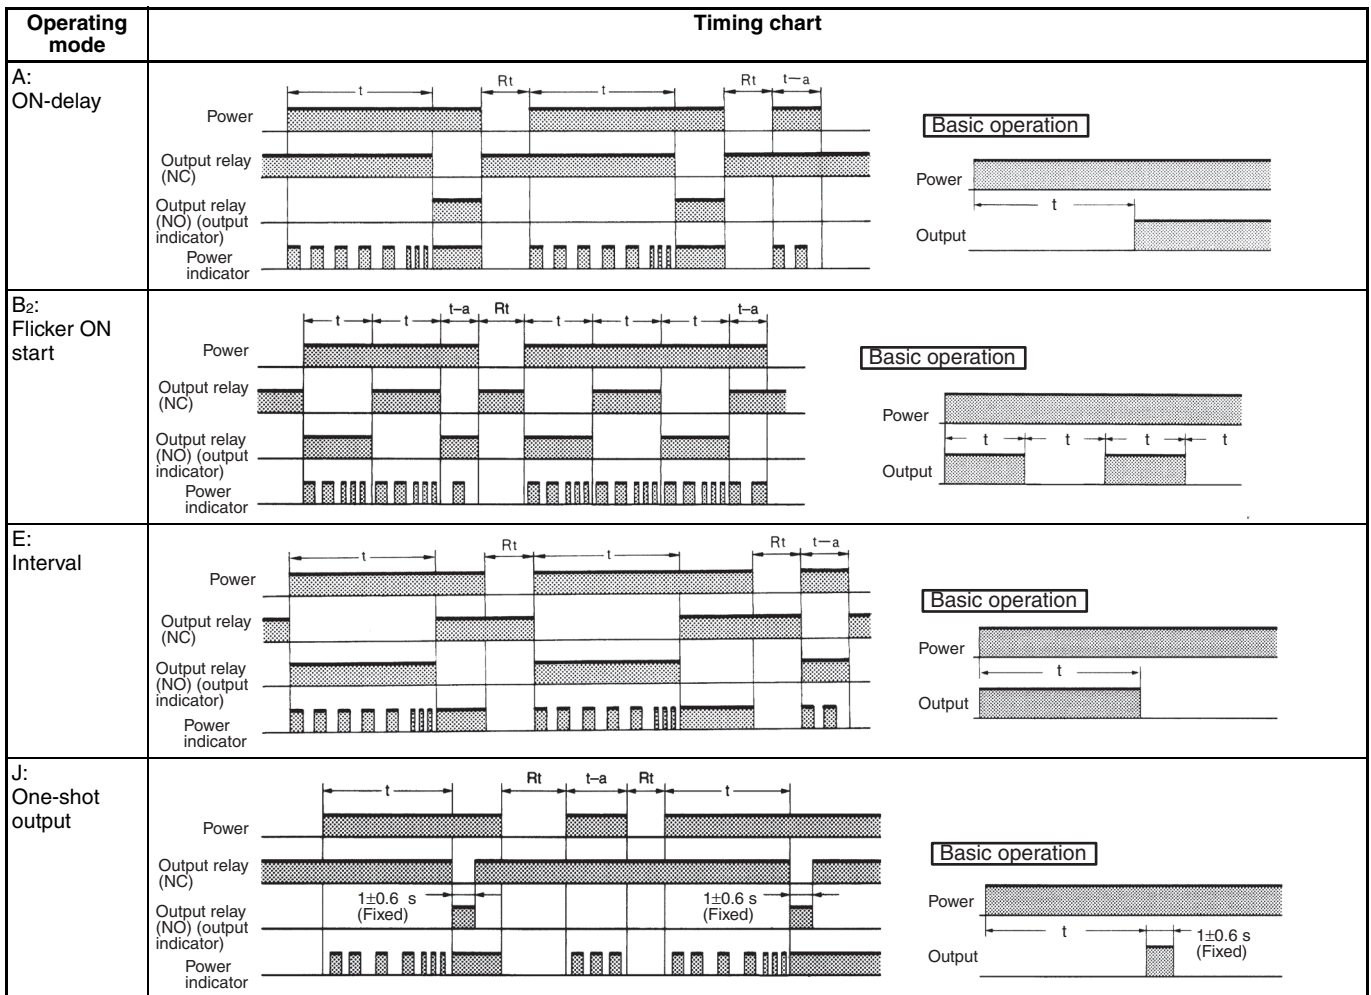 Operating mode
Timing chart
A:
ON-delay
t
Rt
t
Rt
t—a
Power
Output relay
(NC)
Output relay
(NO) (output
indicator)
Power
indicator
Basic operation
Power
t
Output
B2:
Flicker ON
start
t
t
t–a
Rt
t
t
t
t–a
Power
Output relay
(NC)
Output relay
(NO) (output
indicator)
Power
indicator
Basic operation
Power
t
t
t
t
Output
E:
Interval
t
Rt
t
Rt
t—a
Power
Output relay
(NC)
Output relay
(NO) (output
indicator)
Power
indicator
Basic operation
Power
t
Output
J:
One-shot
output
t
Rt
t–a
Rt
t
Power
Output relay
(NC)
1±0.6 s
(Fixed)
1±0.6 s
(Fixed)
Output relay
(NO) (output
indicator)
Power
indicator
Basic operation
Power
t
1±0.6 s
(Fixed)
Output